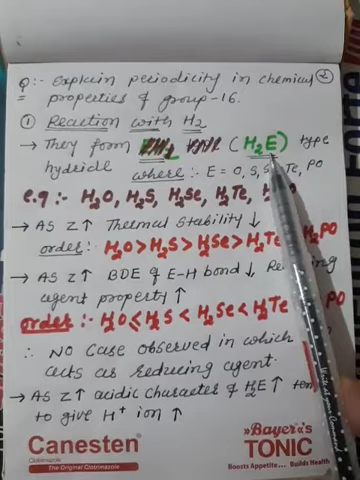 Q:- Explain periodicity in chemical ②
= properties of group-16.
① Reaction with H₂
→ They form (H₂E) type
hydride where :- E = O, S, Te, Po
e.g :- H₂O, H₂S, H₂Se, H₂Te,
→ As Z↑ Thermal Stability ↓
order: H₂O > H₂S > H₂Se > H₂Te H₂PO
→ As Z↑ BDE of E-H bond↓
agent property ↑
order :- H₂O < H₂S < H₂Se < H₂Te PO
∴ NO Case Observed in which
acts as Reducing agent.
→ As Z↑ acidic character of H₂E↑
to give H⁺ ion ↑
Canesten®
Clotrimazole
The Original Clotrimazole
»Bayer«'s
TONIC
Boosts Appetite... Builds Health